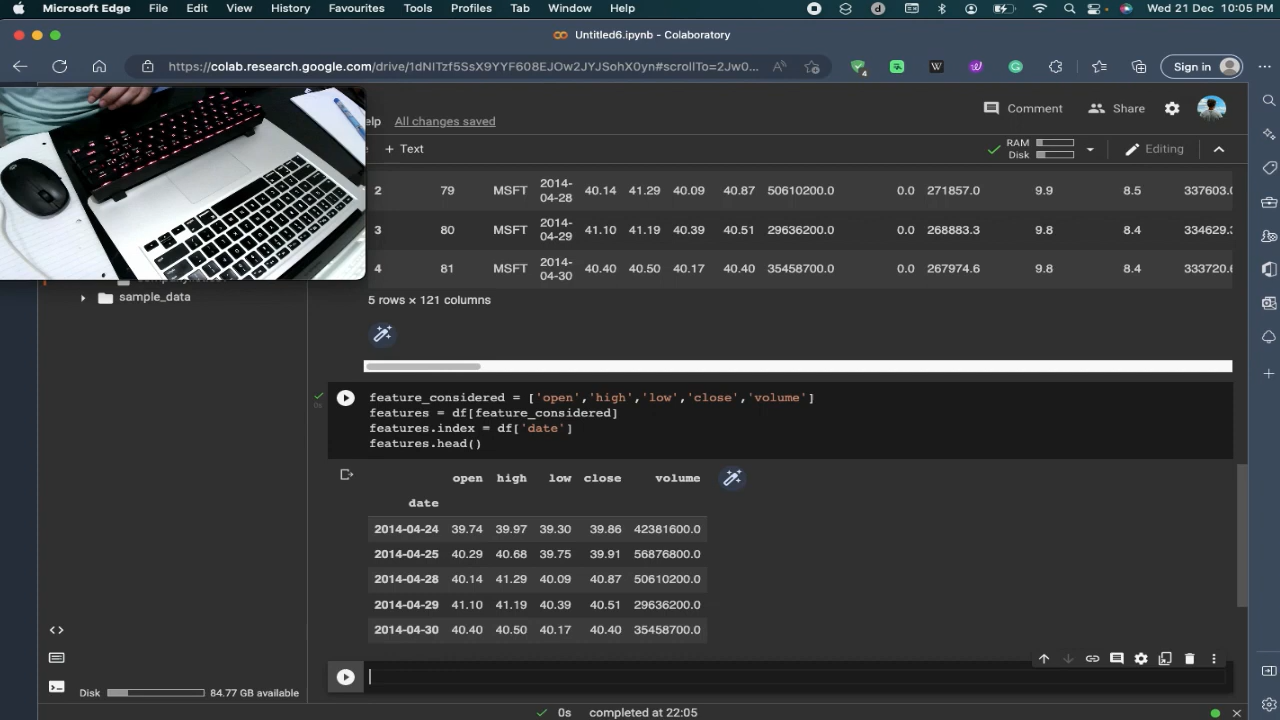 Microsoft Edge File Edit View History Favourites Tools Profiles Tab Window Help Wed 21 Dec 10:05 PM
Untitled6.ipynb - Colaboratory
https://colab.research.google.com/drive/1dNITzf5SsX9YYF608EJOw2JYJSohX0yn#scrollTo=2Jw0... Sign in
elp All changes saved Comment Share
+ Text RAM Disk Editing
2 79 MSFT 2014-04-28 40.14 41.29 40.09 40.87 50610200.0 0.0 271857.0 9.9 8.5 337603.0
3 80 MSFT 2014-04-29 41.10 41.19 40.39 40.51 29636200.0 0.0 268883.3 9.8 8.4 334629.
4 81 MSFT 2014-04-30 40.40 40.50 40.17 40.40 35458700.0 0.0 267974.6 9.8 8.4 333720.
sample_data
5 rows × 121 columns
feature_considered = ['open','high','low','close','volume']
features = df[feature_considered]
features.index = df['date']
features.head()
open high low close volume
date
2014-04-24 39.74 39.97 39.30 39.86 42381600.0
2014-04-25 40.29 40.68 39.75 39.91 56876800.0
2014-04-28 40.14 41.29 40.09 40.87 50610200.0
2014-04-29 41.10 41.19 40.39 40.51 29636200.0
2014-04-30 40.40 40.50 40.17 40.40 35458700.0
Disk 84.77 GB available
0s completed at 22:05